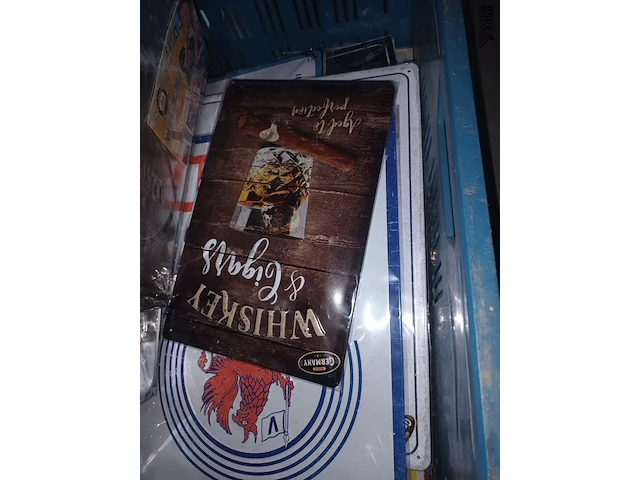 WHISKEY
& Cigars
Aged to
perfection
GERMANY
V